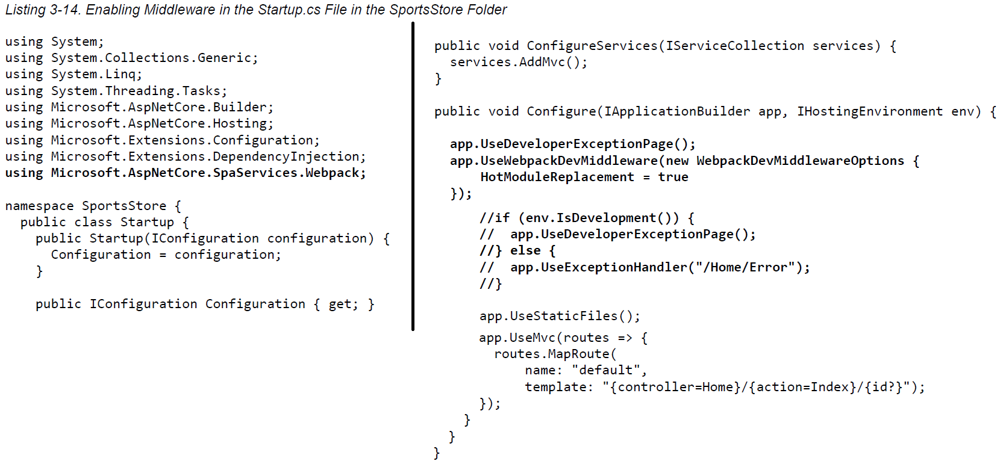 Listing 3-14. Enabling Middleware in the Startup.cs File in the SportsStore Folder
using System;
using System.Collections.Generic;
using System.Linq;
using System.Threading.Tasks;
using Microsoft.AspNetCore.Builder;
using Microsoft.AspNetCore.Hosting;
using Microsoft.Extensions.Configuration;
using Microsoft.Extensions.DependencyInjection;
using Microsoft.AspNetCore.SpaServices.Webpack;
namespace SportsStore {
public class Startup {
public Startup(IConfiguration configuration) {
Configuration = configuration;
}
public IConfiguration Configuration { get; }
public void ConfigureServices(IServiceCollection services) {
services.AddMvc();
}
public void Configure(IApplicationBuilder app, IHostingEnvironment env) {
app.UseDeveloperExceptionPage();
app.UseWebpackDevMiddleware(new WebpackDevMiddlewareOptions {
HotModuleReplacement = true
});
//if (env.IsDevelopment()) {
//  app.UseDeveloperExceptionPage();
//} else {
//  app.UseExceptionHandler("/Home/Error");
//}
app.UseStaticFiles();
app.UseMvc(routes => {
routes.MapRoute(
name: "default",
template: "{controller=Home}/{action=Index}/{id?}");
});
}
}
}